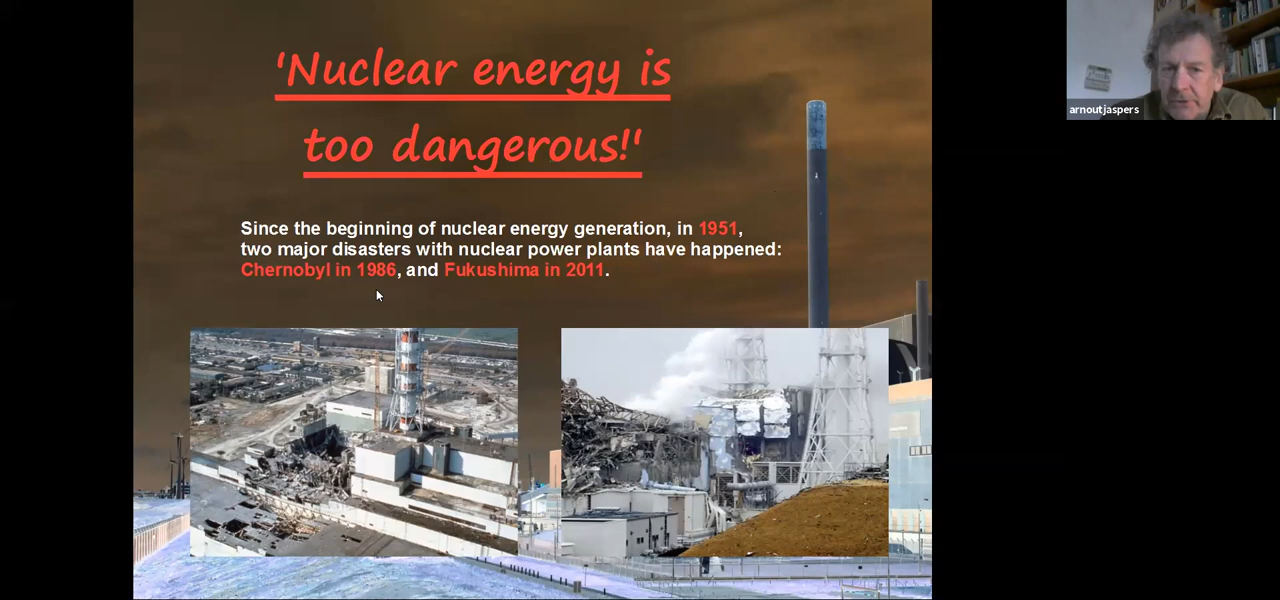 'Nuclear energy is
too dangerous!'
Since the beginning of nuclear energy generation, in 1951,
two major disasters with nuclear power plants have happened:
Chernobyl in 1986, and Fukushima in 2011.
arnoutjaspers